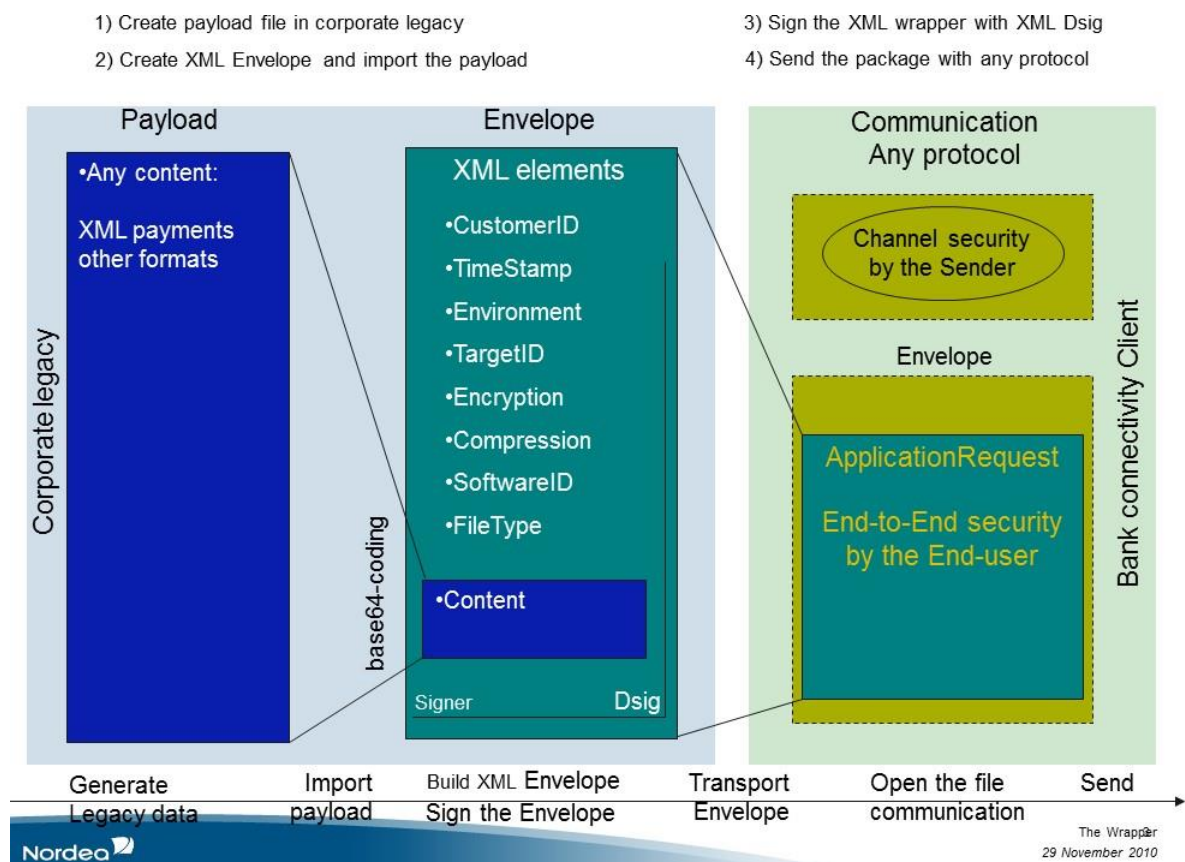 1) Create payload file in corporate legacy
2) Create XML Envelope and import the payload
3) Sign the XML wrapper with XML Dsig
4) Send the package with any protocol
Payload
•Any content:
XML payments
other formats
Corporate legacy
base64-coding
Envelope
XML elements
•CustomerID
•TimeStamp
•Environment
•TargetID
•Encryption
•Compression
•SoftwareID
•FileType
•Content
Signer
Dsig
Communication
Any protocol
Channel security
by the Sender
Envelope
ApplicationRequest
End-to-End security
by the End-user
Bank connectivity Client
Generate
Legacy data
Import
payload
Build XML Envelope
Sign the Envelope
Transport
Envelope
Open the file
communication
Send
Nordea
The Wrapper
3
29 November 2010